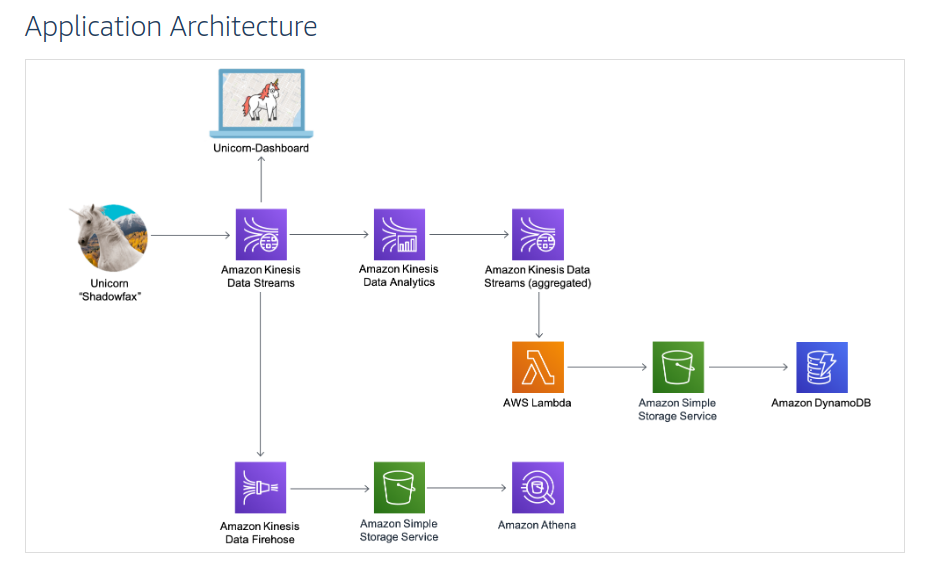 Application Architecture
Unicorn-Dashboard
Unicorn
"Shadowfax"
Amazon Kinesis
Data Streams
Amazon Kinesis
Data Analytics
Amazon Kinesis Data
Streams (aggregated)
AWS Lambda
Amazon Simple
Storage Service
Amazon DynamoDB
Amazon Kinesis
Data Firehose
Amazon Simple
Storage Service
Amazon Athena